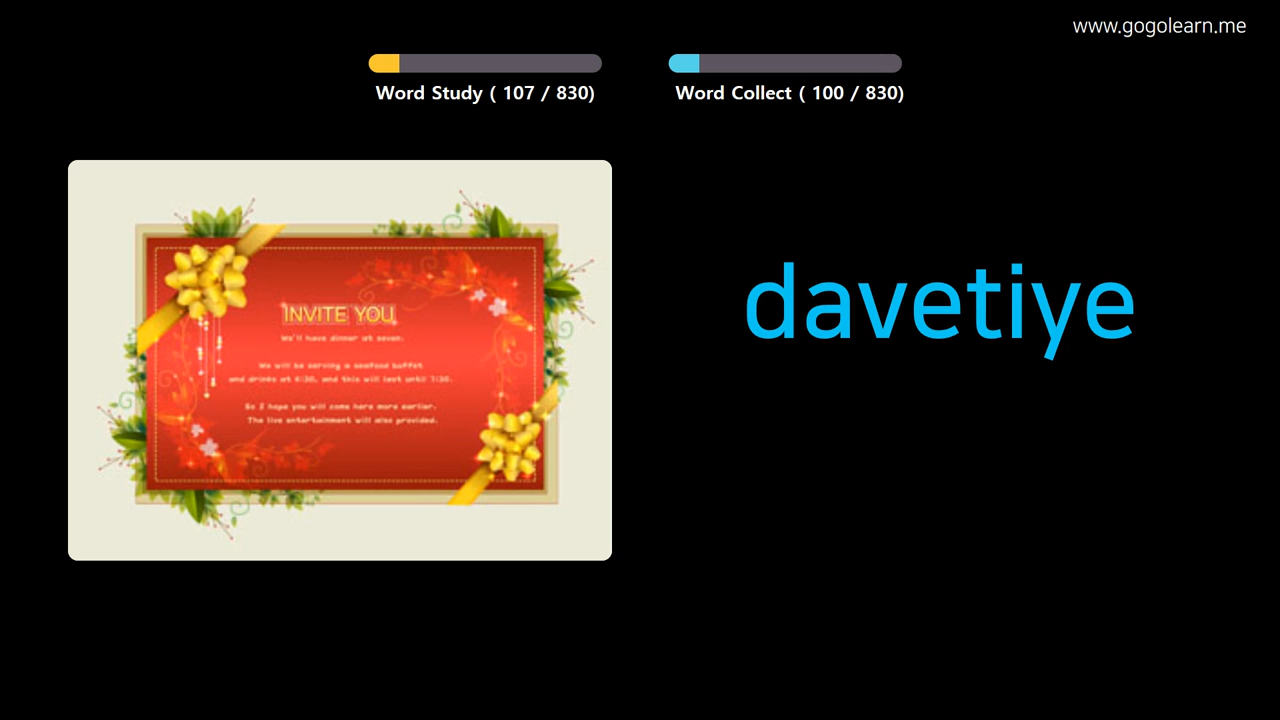 www.gogolearn.me
Word Study ( 107 / 830)
Word Collect ( 100 / 830)
INVITE YOU
We'll have dinner at seven.
We will be serving a seafood buffet
and drinks at 6:30, and this will last until 7:30.
So I hope you will come here more earlier.
The live entertainment will also provided.
davetiye